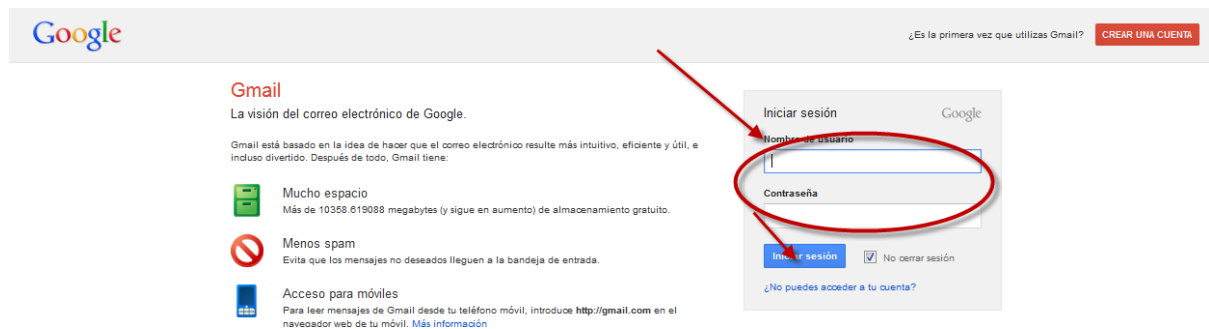 Google
¿Es la primera vez que utilizas Gmail?
CREAR UNA CUENTA
Gmail
La visión del correo electrónico de Google.
Gmail está basado en la idea de hacer que el correo electrónico resulte más intuitivo, eficiente y útil, e
incluso divertido. Después de todo, Gmail tiene:
Mucho espacio
Más de 10358.619088 megabytes (y sigue en aumento) de almacenamiento gratuito.
Menos spam
Evita que los mensajes no deseados lleguen a la bandeja de entrada.
Acceso para móviles
Para leer mensajes de Gmail desde tu teléfono móvil, introduce http://gmail.com en el
navegador web de tu móvil. Más información
Iniciar sesión
Google
Nombre de usuario
Contraseña
Iniciar sesión
No cerrar sesión
¿No puedes acceder a tu cuenta?